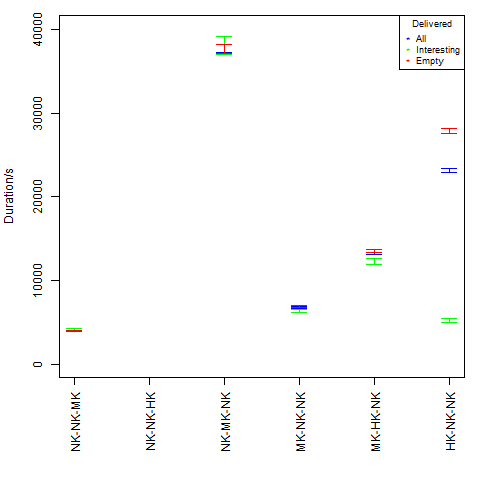 Delivered
All
Interesting
Empty
Duration/s
40000
30000
20000
10000
0
NK-NK-MK
NK-NK-HK
NK-MK-NK
MK-NK-NK
MK-HK-NK
HK-NK-NK